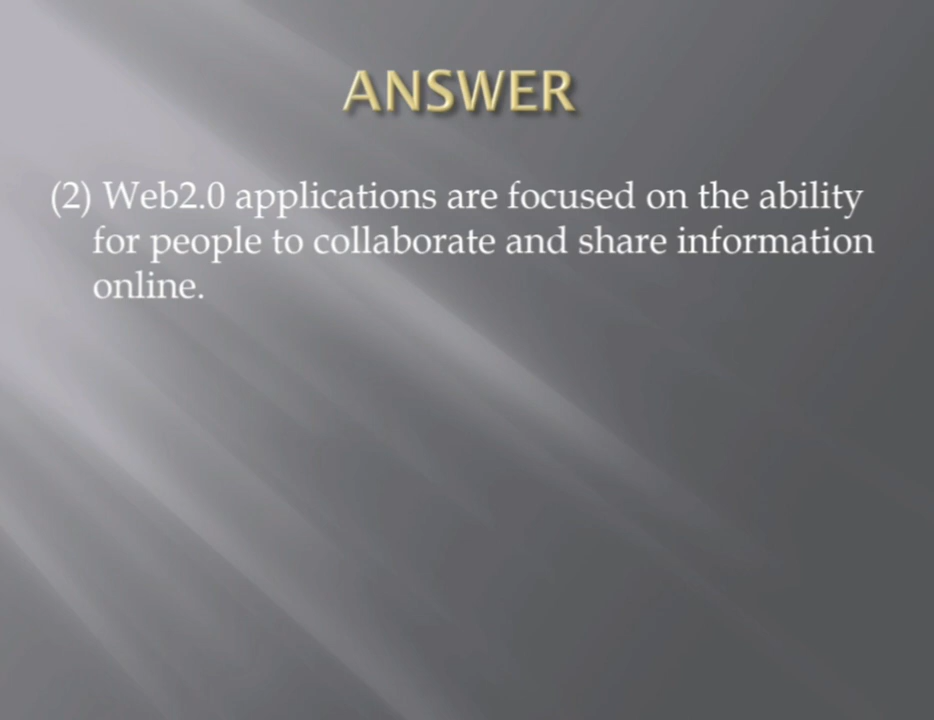 ANSWER
(2) Web2.0 applications are focused on the ability
for people to collaborate and share information
online.